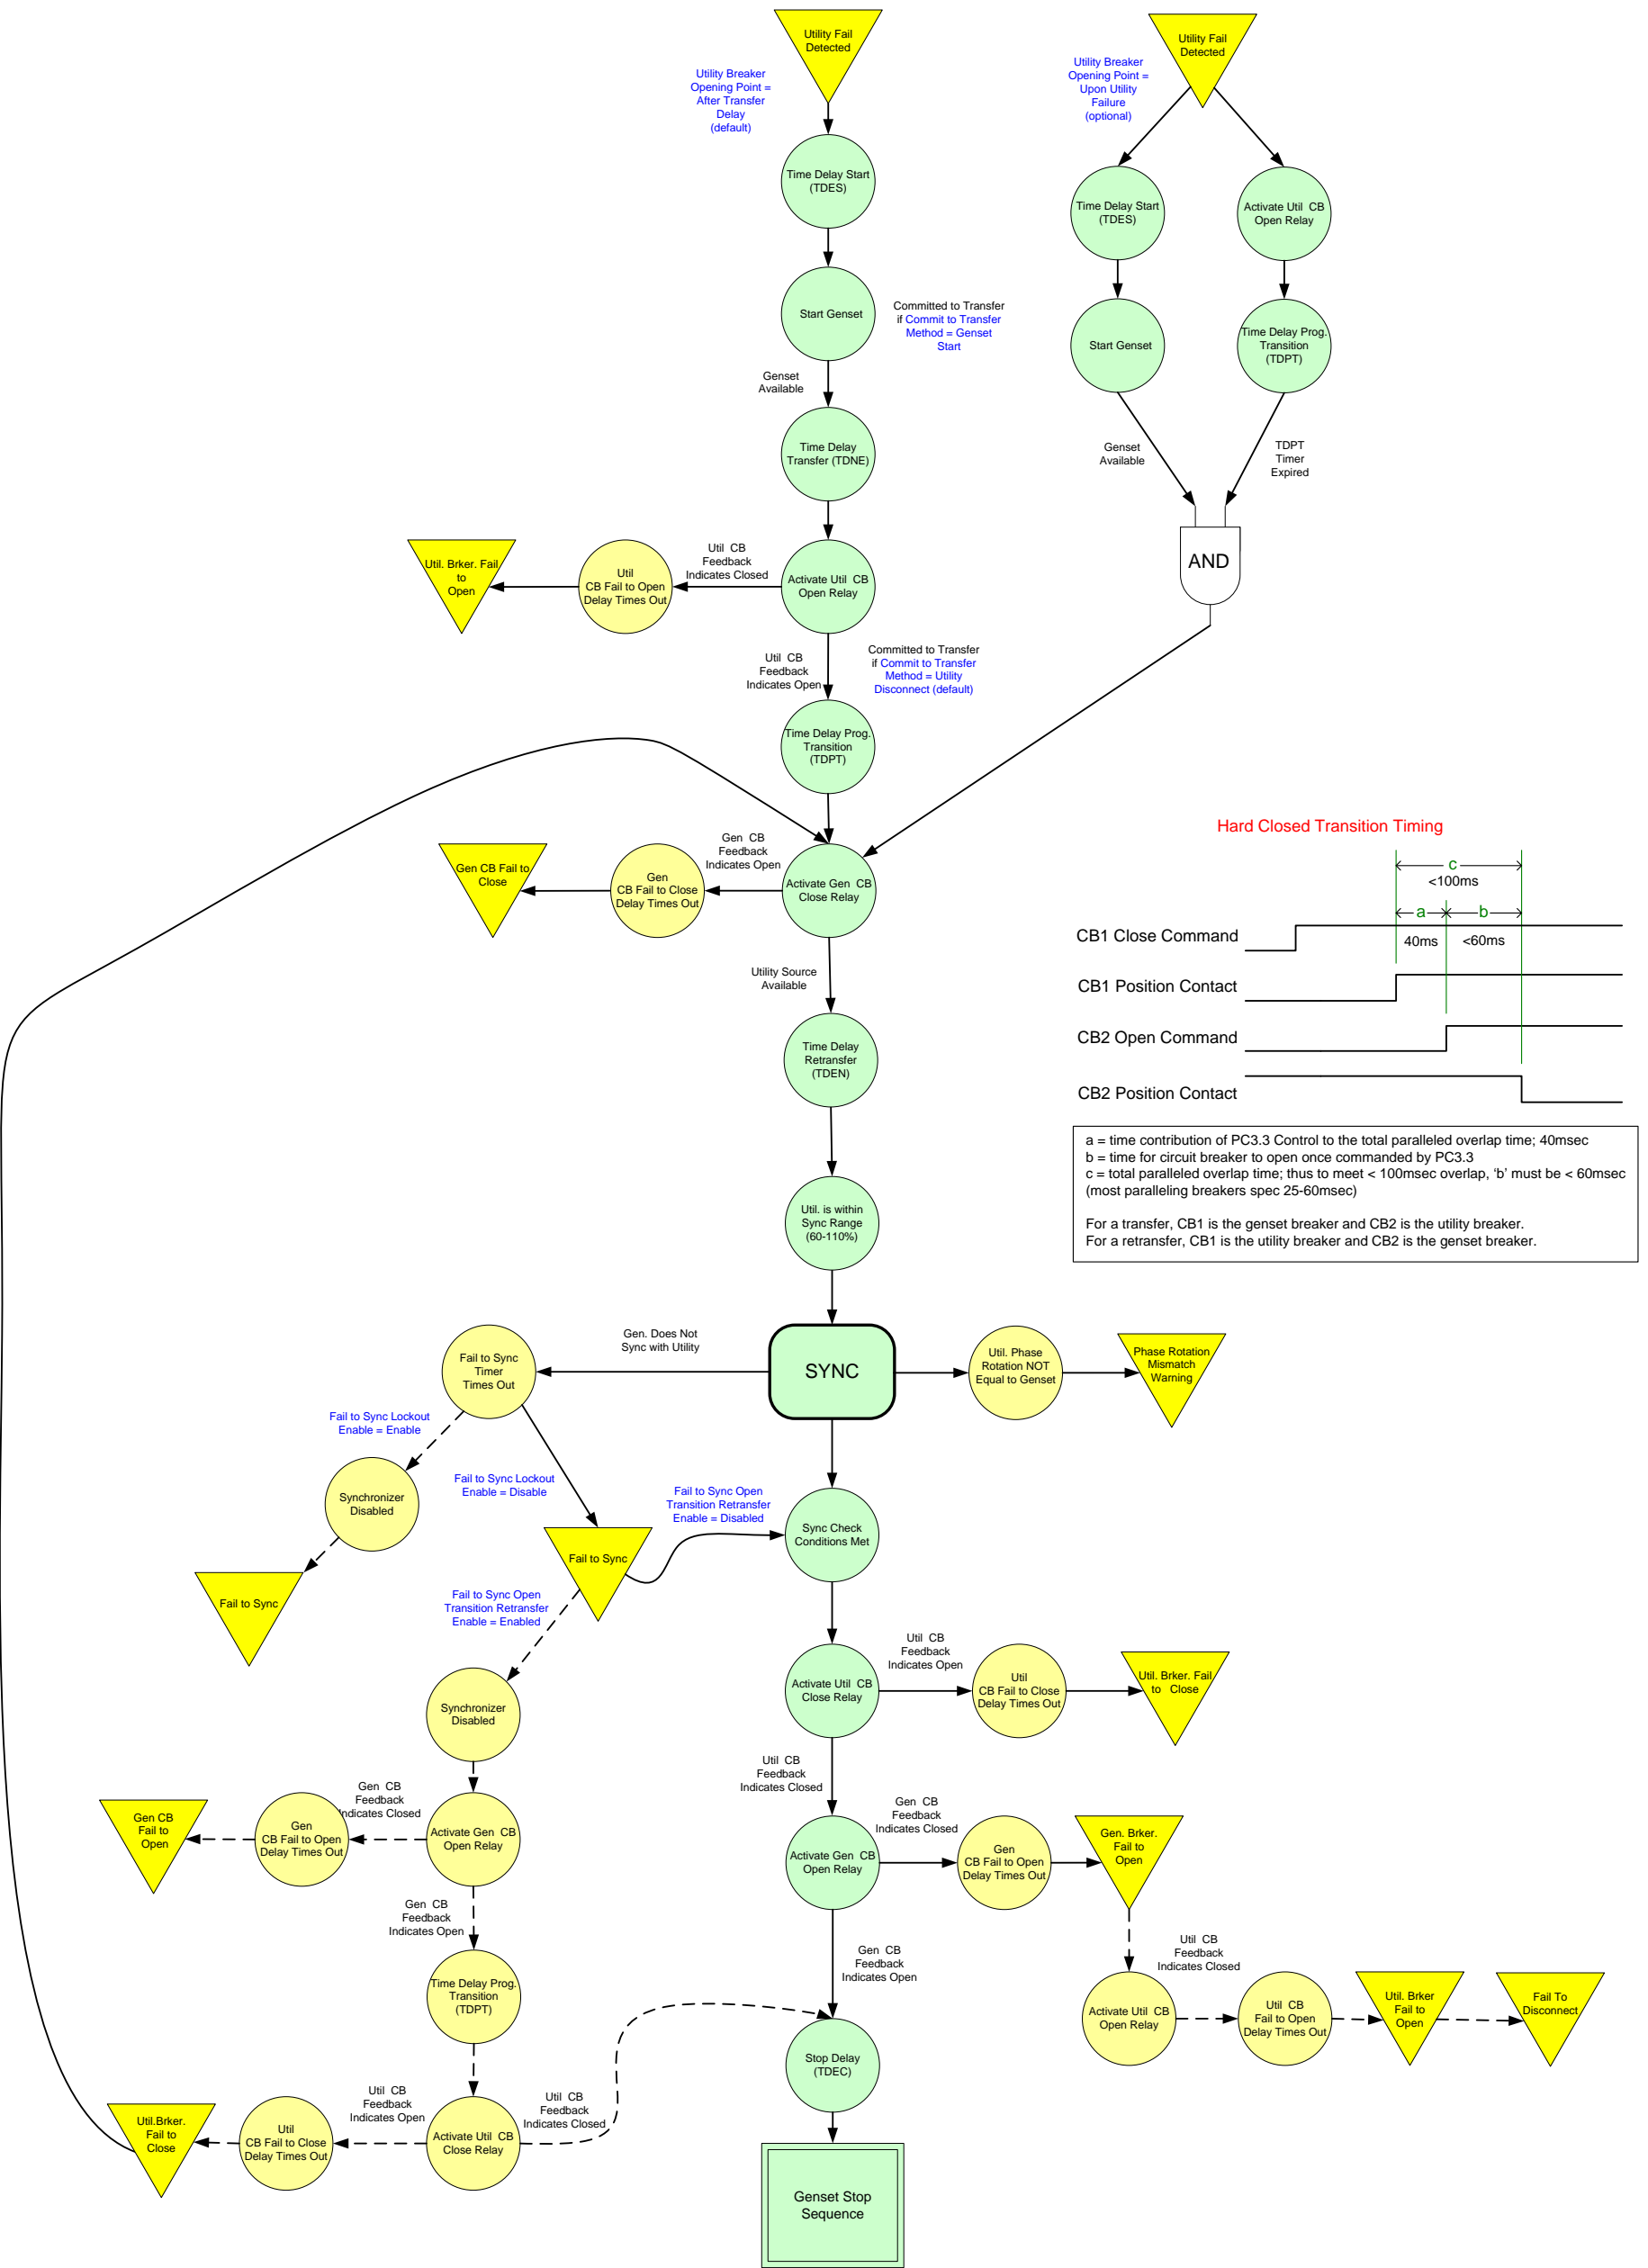 Utility Fail
Detected
Utility Breaker
Opening Point =
After Transfer
Delay
(default)
Utility Fail
Detected
Utility Breaker
Opening Point =
Upon Utility
Failure
(optional)
Time Delay Start
(TDES)
Time Delay Start
(TDES)
Activate Util CB
Open Relay
Start Genset
Committed to Transfer
if Commit to Transfer
Method = Genset
Start
Start Genset
Time Delay Prog.
Transition
(TDPT)
Genset
Available
Time Delay
Transfer (TDNE)
Genset
Available
TDPT
Timer
Expired
AND
Util CB
Feedback
Indicates Closed
Util. Brker. Fail
to
Open
Util
CB Fail to Open
Delay Times Out
Activate Util CB
Open Relay
Util CB
Feedback
Indicates Open
Committed to Transfer
if Commit to Transfer
Method = Utility
Disconnect (default)
Time Delay Prog.
Transition
(TDPT)
Gen CB
Feedback
Indicates Open
Gen CB Fail to
Close
Gen
CB Fail to Close
Delay Times Out
Activate Gen CB
Close Relay
Hard Closed Transition Timing
c
<100ms
a
b
CB1 Close Command
40ms
<60ms
CB1 Position Contact
CB2 Open Command
CB2 Position Contact
a = time contribution of PC3.3 Control to the total paralleled overlap time; 40msec
b = time for circuit breaker to open once commanded by PC3.3
c = total paralleled overlap time; thus to meet < 100msec overlap, ‘b’ must be < 60msec
(most paralleling breakers spec 25-60msec)
For a transfer, CB1 is the genset breaker and CB2 is the utility breaker.
For a retransfer, CB1 is the utility breaker and CB2 is the genset breaker.
Utility Source
Available
Time Delay
Retransfer
(TDEN)
Util. is within
Sync Range
(60-110%)
Fail to Sync
Timer
Times Out
Gen. Does Not
Sync with Utility
SYNC
Util. Phase
Rotation NOT
Equal to Genset
Phase Rotation
Mismatch
Warning
Fail to Sync Lockout
Enable = Enable
Fail to Sync Lockout
Enable = Disable
Synchronizer
Disabled
Fail to Sync Open
Transition Retransfer
Enable = Disabled
Sync Check
Conditions Met
Fail to Sync
Fail to Sync
Fail to Sync Open
Transition Retransfer
Enable = Enabled
Util CB
Feedback
Indicates Open
Activate Util CB
Close Relay
Util
CB Fail to Close
Delay Times Out
Util. Brker. Fail
to Close
Synchronizer
Disabled
Util CB
Feedback
Indicates Closed
Gen CB
Feedback
Indicates Closed
Gen CB
Fail to
Open
Gen
CB Fail to Open
Delay Times Out
Activate Gen CB
Open Relay
Gen CB
Feedback
Indicates Closed
Activate Gen CB
Open Relay
Gen
CB Fail to Open
Delay Times Out
Gen. Brker.
Fail to
Open
Gen CB
Feedback
Indicates Open
Gen CB
Feedback
Indicates Open
Util CB
Feedback
Indicates Closed
Time Delay Prog.
Transition
(TDPT)
Activate Util CB
Open Relay
Util CB
Fail to Open
Delay Times Out
Util. Brker
Fail to
Open
Fail To
Disconnect
Stop Delay
(TDEC)
Util.Brker.
Fail to
Close
Util
CB Fail to Close
Delay Times Out
Util CB
Feedback
Indicates Open
Activate Util CB
Close Relay
Util CB
Feedback
Indicates Closed
Genset Stop
Sequence